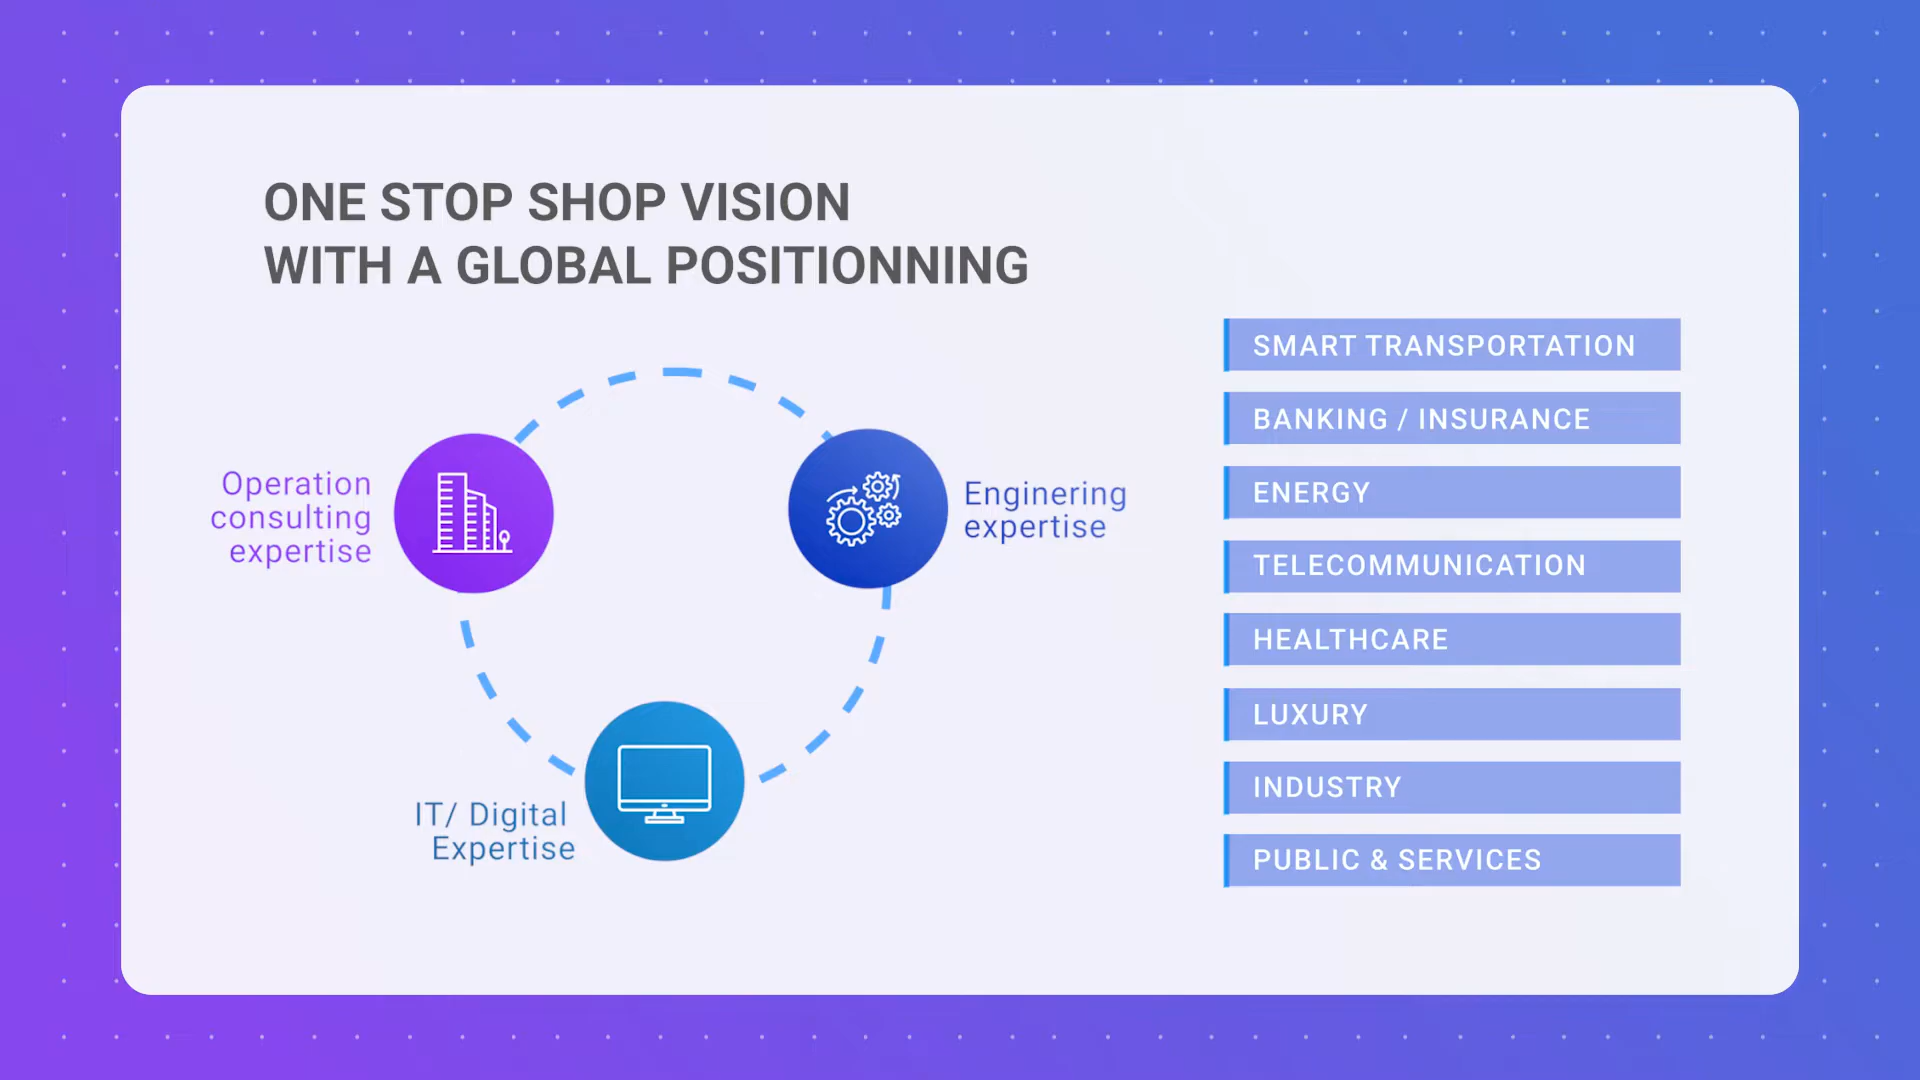 ONE STOP SHOP VISION
WITH A GLOBAL POSITIONNING
Operation
consulting
expertise
Enginering
expertise
IT/ Digital
Expertise
SMART TRANSPORTATION
BANKING / INSURANCE
ENERGY
TELECOMMUNICATION
HEALTHCARE
LUXURY
INDUSTRY
PUBLIC & SERVICES